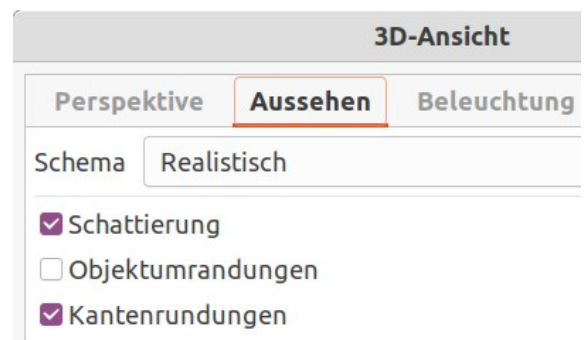 3D-Ansicht
Perspektive Aussehen Beleuchtung
Schema Realistisch
Schattierung
Objektumrandungen
Kantenrundungen